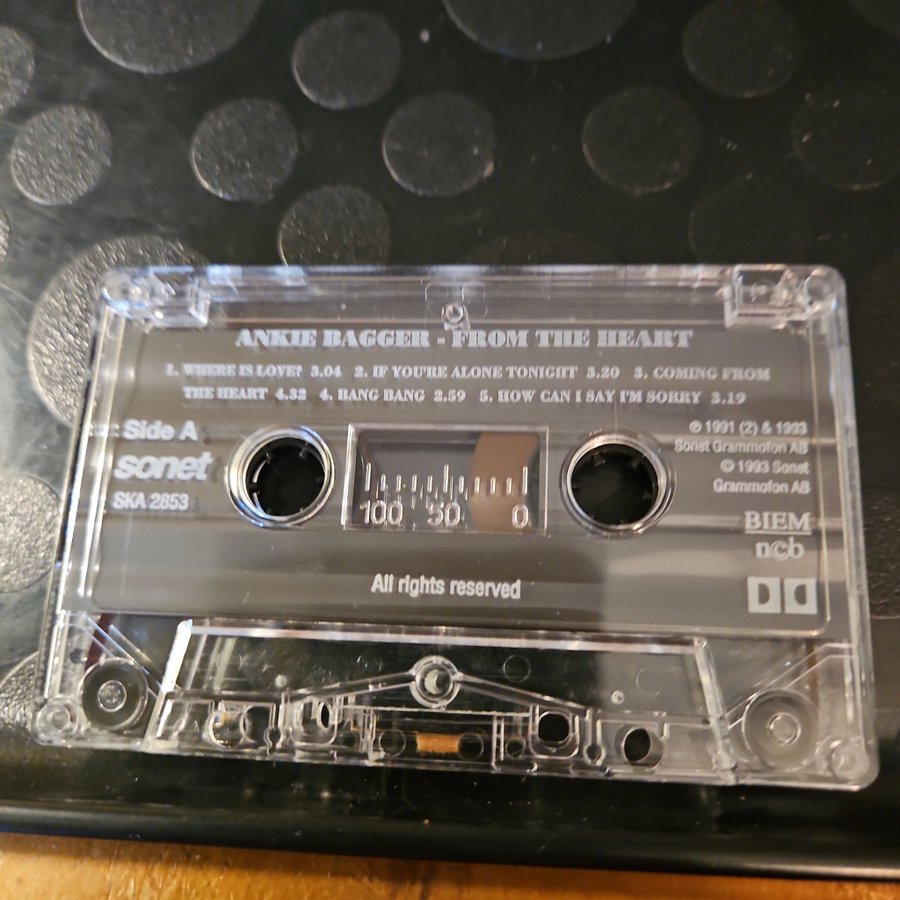 ANKIE BAGGER - FROM THE HEART
1. WHERE IS LOVE? 3.04 2. IF YOU'RE ALONE TONIGHT 3.20 3. COMING FROM
THE HEART 4.32 4. BANG BANG 2.59 5. HOW CAN I SAY I'M SORRY 3.19
Side A
sonet
SKA 2853
100 50 0
℗ 1991 (2) & 1993
Sonet Grammofon AB
© 1993 Sonet
Grammofon AB
BIEM
n©b
All rights reserved